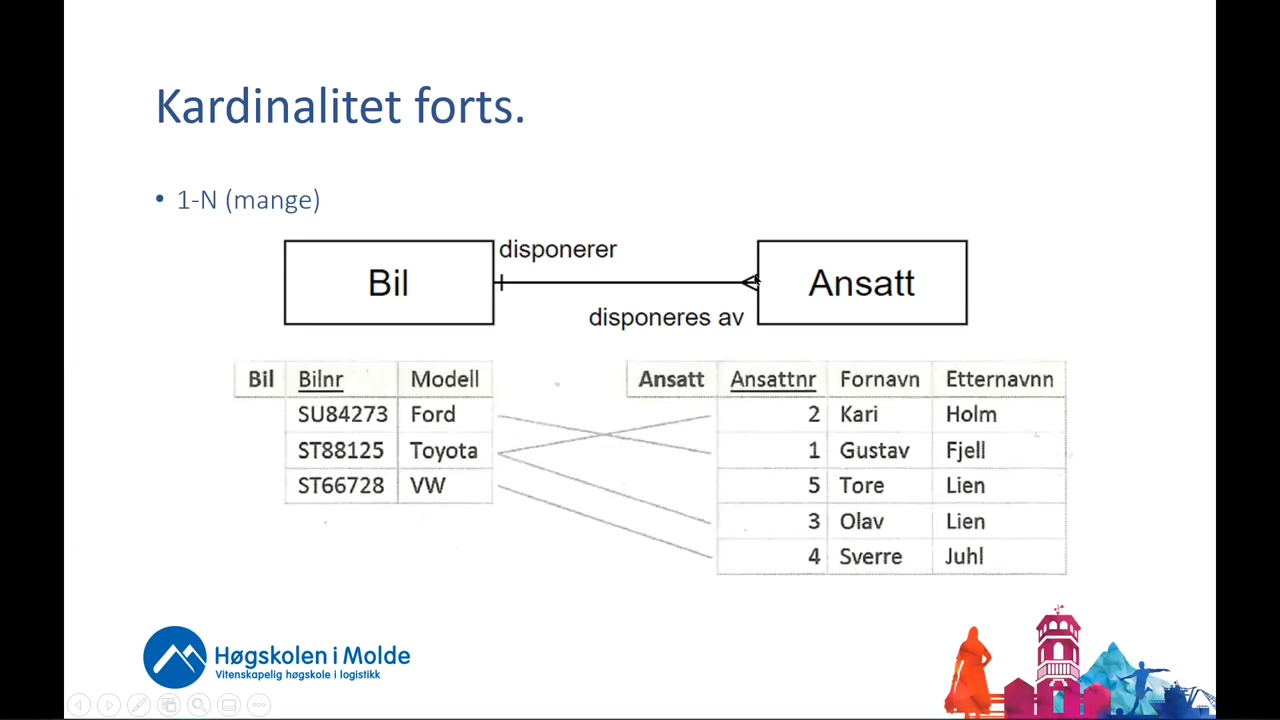 Kardinalitet forts.
• 1-N (mange)
disponerer
Bil
Ansatt
disponeres av
Bil Bilnr Modell
SU84273 Ford
ST88125 Toyota
ST66728 VW
Ansatt Ansattnr Fornavn Etternavnn
2 Kari Holm
1 Gustav Fjell
5 Tore Lien
3 Olav Lien
4 Sverre Juhl
Høgskolen i Molde
Vitenskapelig høgskole i logistikk